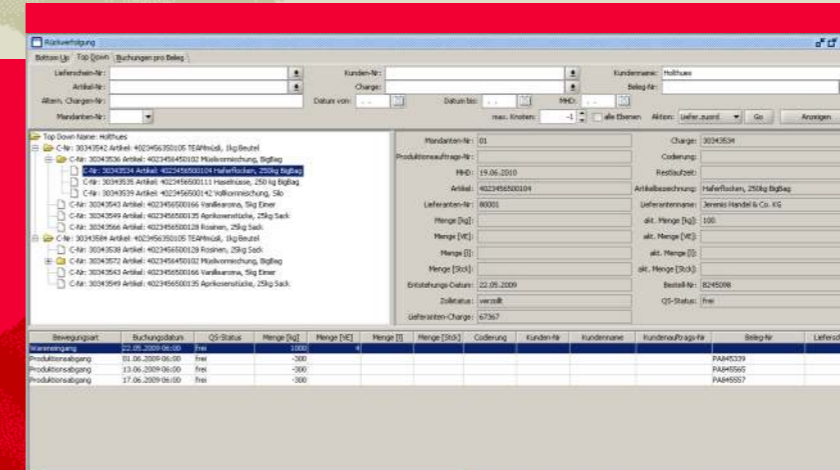 Rückverfolgung
Bottom Up Top Down Buchungen pro Beleg
Lieferschein-Nr: Kunden-Nr: Kundenname: Holthues
Artikel-Nr: Charge: Beleg-Nr:
Altern. Chargen-Nr: Datum von: Datum bis: MHD:
Mandanten-Nr: max. Knoten: -1 alle Ebenen Aktion: Liefer.zuord. Go Anzeigen
Top Down Name: Holthues
C-Nr: 30343542 Artikel: 4023456350105 TEAMmüsli, 1kg Beutel
C-Nr: 30343536 Artikel: 4023456450102 Müslivormischung, BigBag
C-Nr: 30343534 Artikel: 4023456500104 Haferflocken, 250kg BigBag
C-Nr: 30343535 Artikel: 4023456500111 Haselnüsse, 250 kg BigBag
C-Nr: 30343539 Artikel: 4023456500142 Vollkornmischung, Silo
C-Nr: 30343543 Artikel: 4023456500166 Vanillearoma, 5kg Eimer
C-Nr: 30343549 Artikel: 4023456500135 Aprikosenstücke, 25kg Sack
C-Nr: 30343566 Artikel: 4023456500128 Rosinen, 25kg Sack
C-Nr: 30343584 Artikel: 4023456350105 TEAMmüsli, 1kg Beutel
C-Nr: 30343538 Artikel: 4023456500128 Rosinen, 25kg Sack
C-Nr: 30343572 Artikel: 4023456450102 Müslivormischung, BigBag
C-Nr: 30343543 Artikel: 4023456500166 Vanillearoma, 5kg Eimer
C-Nr: 30343549 Artikel: 4023456500135 Aprikosenstücke, 25kg Sack
Mandanten-Nr: 01 Charge: 30343534
Produktionsauftrags-Nr: Codierung:
MHD: 19.06.2010 Restlaufzeit:
Artikel: 4023456500104 Artikelbezeichnung: Haferflocken, 250kg BigBag
Lieferanten-Nr: 80001 Lieferantenname: Jerenis Handel & Co. KG
Menge [kg]: akt. Menge [kg]: 100
Menge [VE]: akt. Menge [VE]:
Menge [l]: akt. Menge [l]:
Menge [Stck]: akt. Menge [Stck]:
Entstehungs-Datum: 22.05.2009 Bestell-Nr: 8245098
Zollstatus: verzollt QS-Status: frei
Lieferanten-Charge: 67367
Bewegungsart Buchungsdatum QS-Status Menge [kg] Menge [VE] Menge [l] Menge [Stck] Codierung Kunden-Nr Kundenname Kundenauftrags-Nr Beleg-Nr Liefersch
Wareneingang 22.05.2009 06:00 frei 1000 4
Produktionsabgang 01.06.2009 06:00 frei -300 PA845339
Produktionsabgang 13.06.2009 06:00 frei -300 PA845565
Produktionsabgang 17.06.2009 06:00 frei -300 PA845557